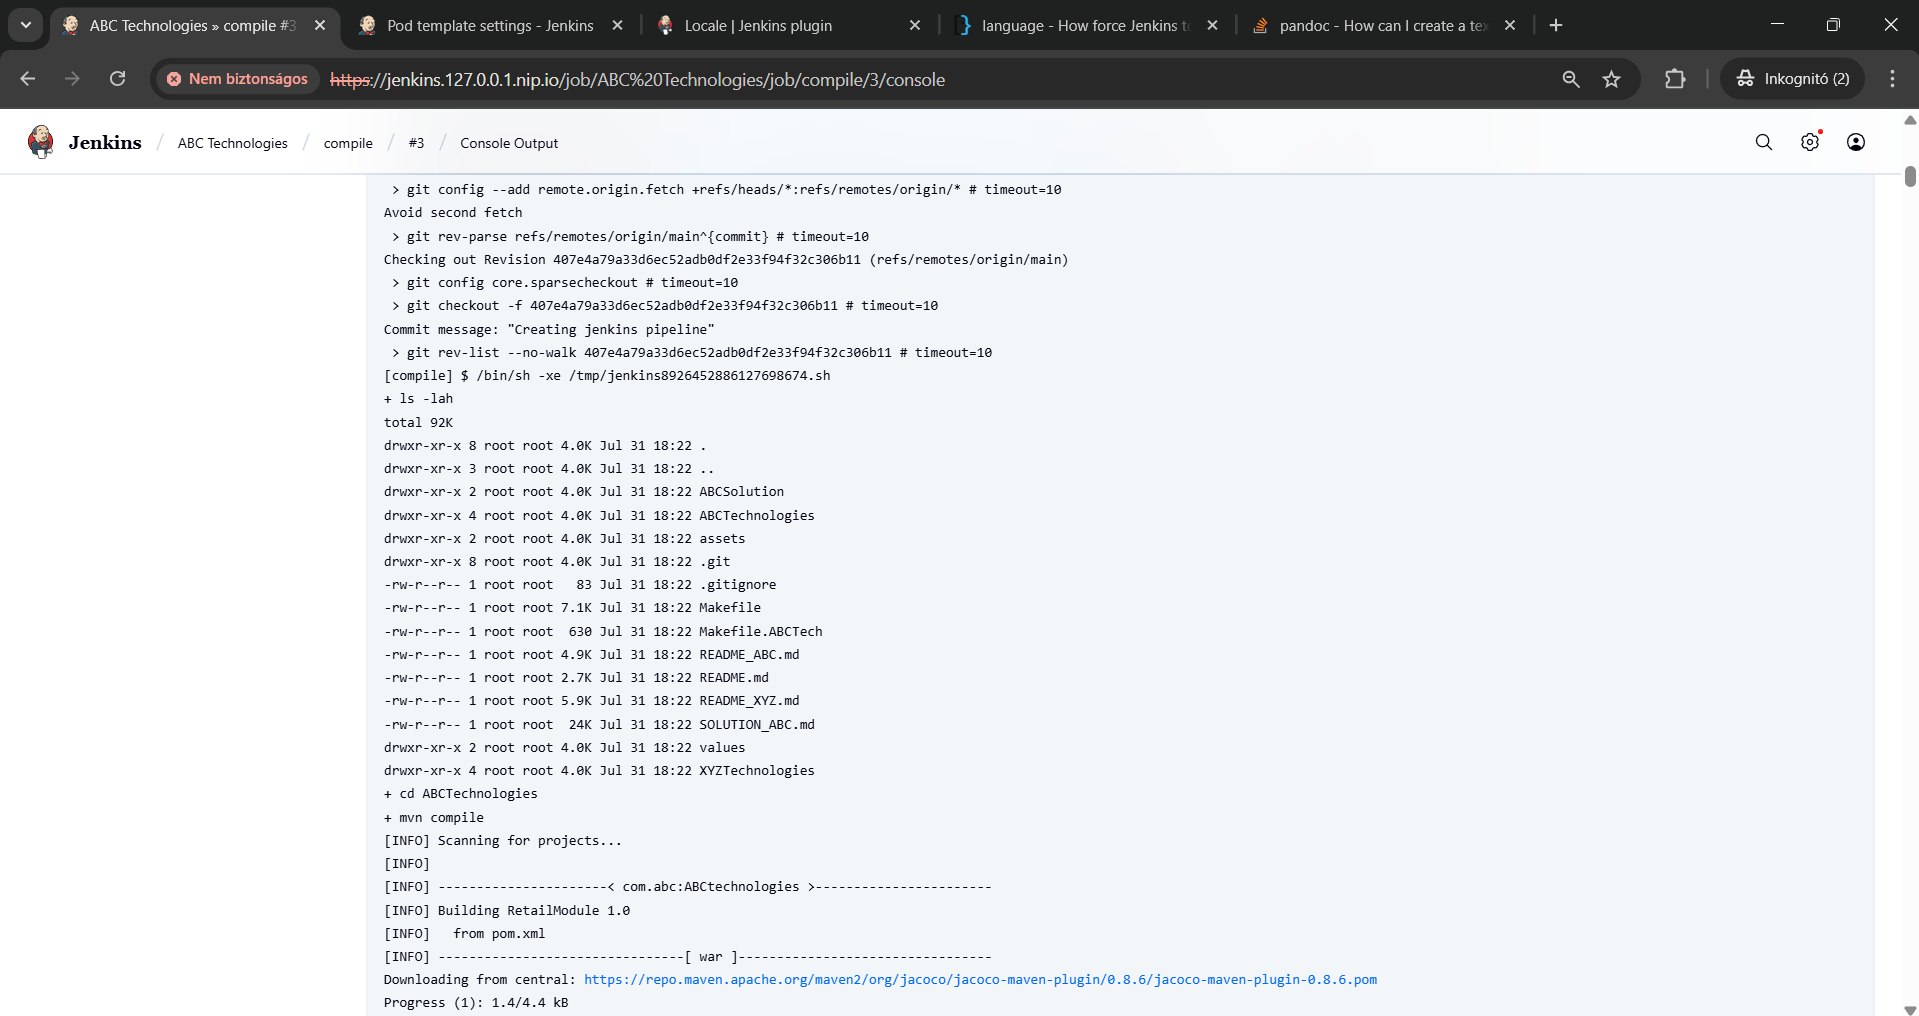 ABC Technologies » compile #3
Pod template settings - Jenkins
Locale | Jenkins plugin
language - How force Jenkins to
pandoc - How can I create a tex
Nem biztonságos
https://jenkins.127.0.0.1.nip.io/job/ABC%20Technologies/job/compile/3/console
Inkognitó (2)
Jenkins / ABC Technologies / compile / #3 / Console Output
> git config --add remote.origin.fetch +refs/heads/*:refs/remotes/origin/* # timeout=10
Avoid second fetch
> git rev-parse refs/remotes/origin/main^{commit} # timeout=10
Checking out Revision 407e4a79a33d6ec52adb0df2e33f94f32c306b11 (refs/remotes/origin/main)
> git config core.sparsecheckout # timeout=10
> git checkout -f 407e4a79a33d6ec52adb0df2e33f94f32c306b11 # timeout=10
Commit message: "Creating jenkins pipeline"
> git rev-list --no-walk 407e4a79a33d6ec52adb0df2e33f94f32c306b11 # timeout=10
[compile] $ /bin/sh -xe /tmp/jenkins8926452886127698674.sh
+ ls -lah
total 92K
drwxr-xr-x 8 root root 4.0K Jul 31 18:22 .
drwxr-xr-x 3 root root 4.0K Jul 31 18:22 ..
drwxr-xr-x 2 root root 4.0K Jul 31 18:22 ABCSolution
drwxr-xr-x 4 root root 4.0K Jul 31 18:22 ABCTechnologies
drwxr-xr-x 2 root root 4.0K Jul 31 18:22 assets
drwxr-xr-x 8 root root 4.0K Jul 31 18:22 .git
-rw-r--r-- 1 root root   83 Jul 31 18:22 .gitignore
-rw-r--r-- 1 root root 7.1K Jul 31 18:22 Makefile
-rw-r--r-- 1 root root  630 Jul 31 18:22 Makefile.ABCTech
-rw-r--r-- 1 root root 4.9K Jul 31 18:22 README_ABC.md
-rw-r--r-- 1 root root 2.7K Jul 31 18:22 README.md
-rw-r--r-- 1 root root 5.9K Jul 31 18:22 README_XYZ.md
-rw-r--r-- 1 root root  24K Jul 31 18:22 SOLUTION_ABC.md
drwxr-xr-x 2 root root 4.0K Jul 31 18:22 values
drwxr-xr-x 4 root root 4.0K Jul 31 18:22 XYZTechnologies
+ cd ABCTechnologies
+ mvn compile
[INFO] Scanning for projects...
[INFO]
[INFO] ----------------------< com.abc:ABCtechnologies >-----------------------
[INFO] Building RetailModule 1.0
[INFO]   from pom.xml
[INFO] --------------------------------[ war ]---------------------------------
Downloading from central: https://repo.maven.apache.org/maven2/org/jacoco/jacoco-maven-plugin/0.8.6/jacoco-maven-plugin-0.8.6.pom
Progress (1): 1.4/4.4 kB